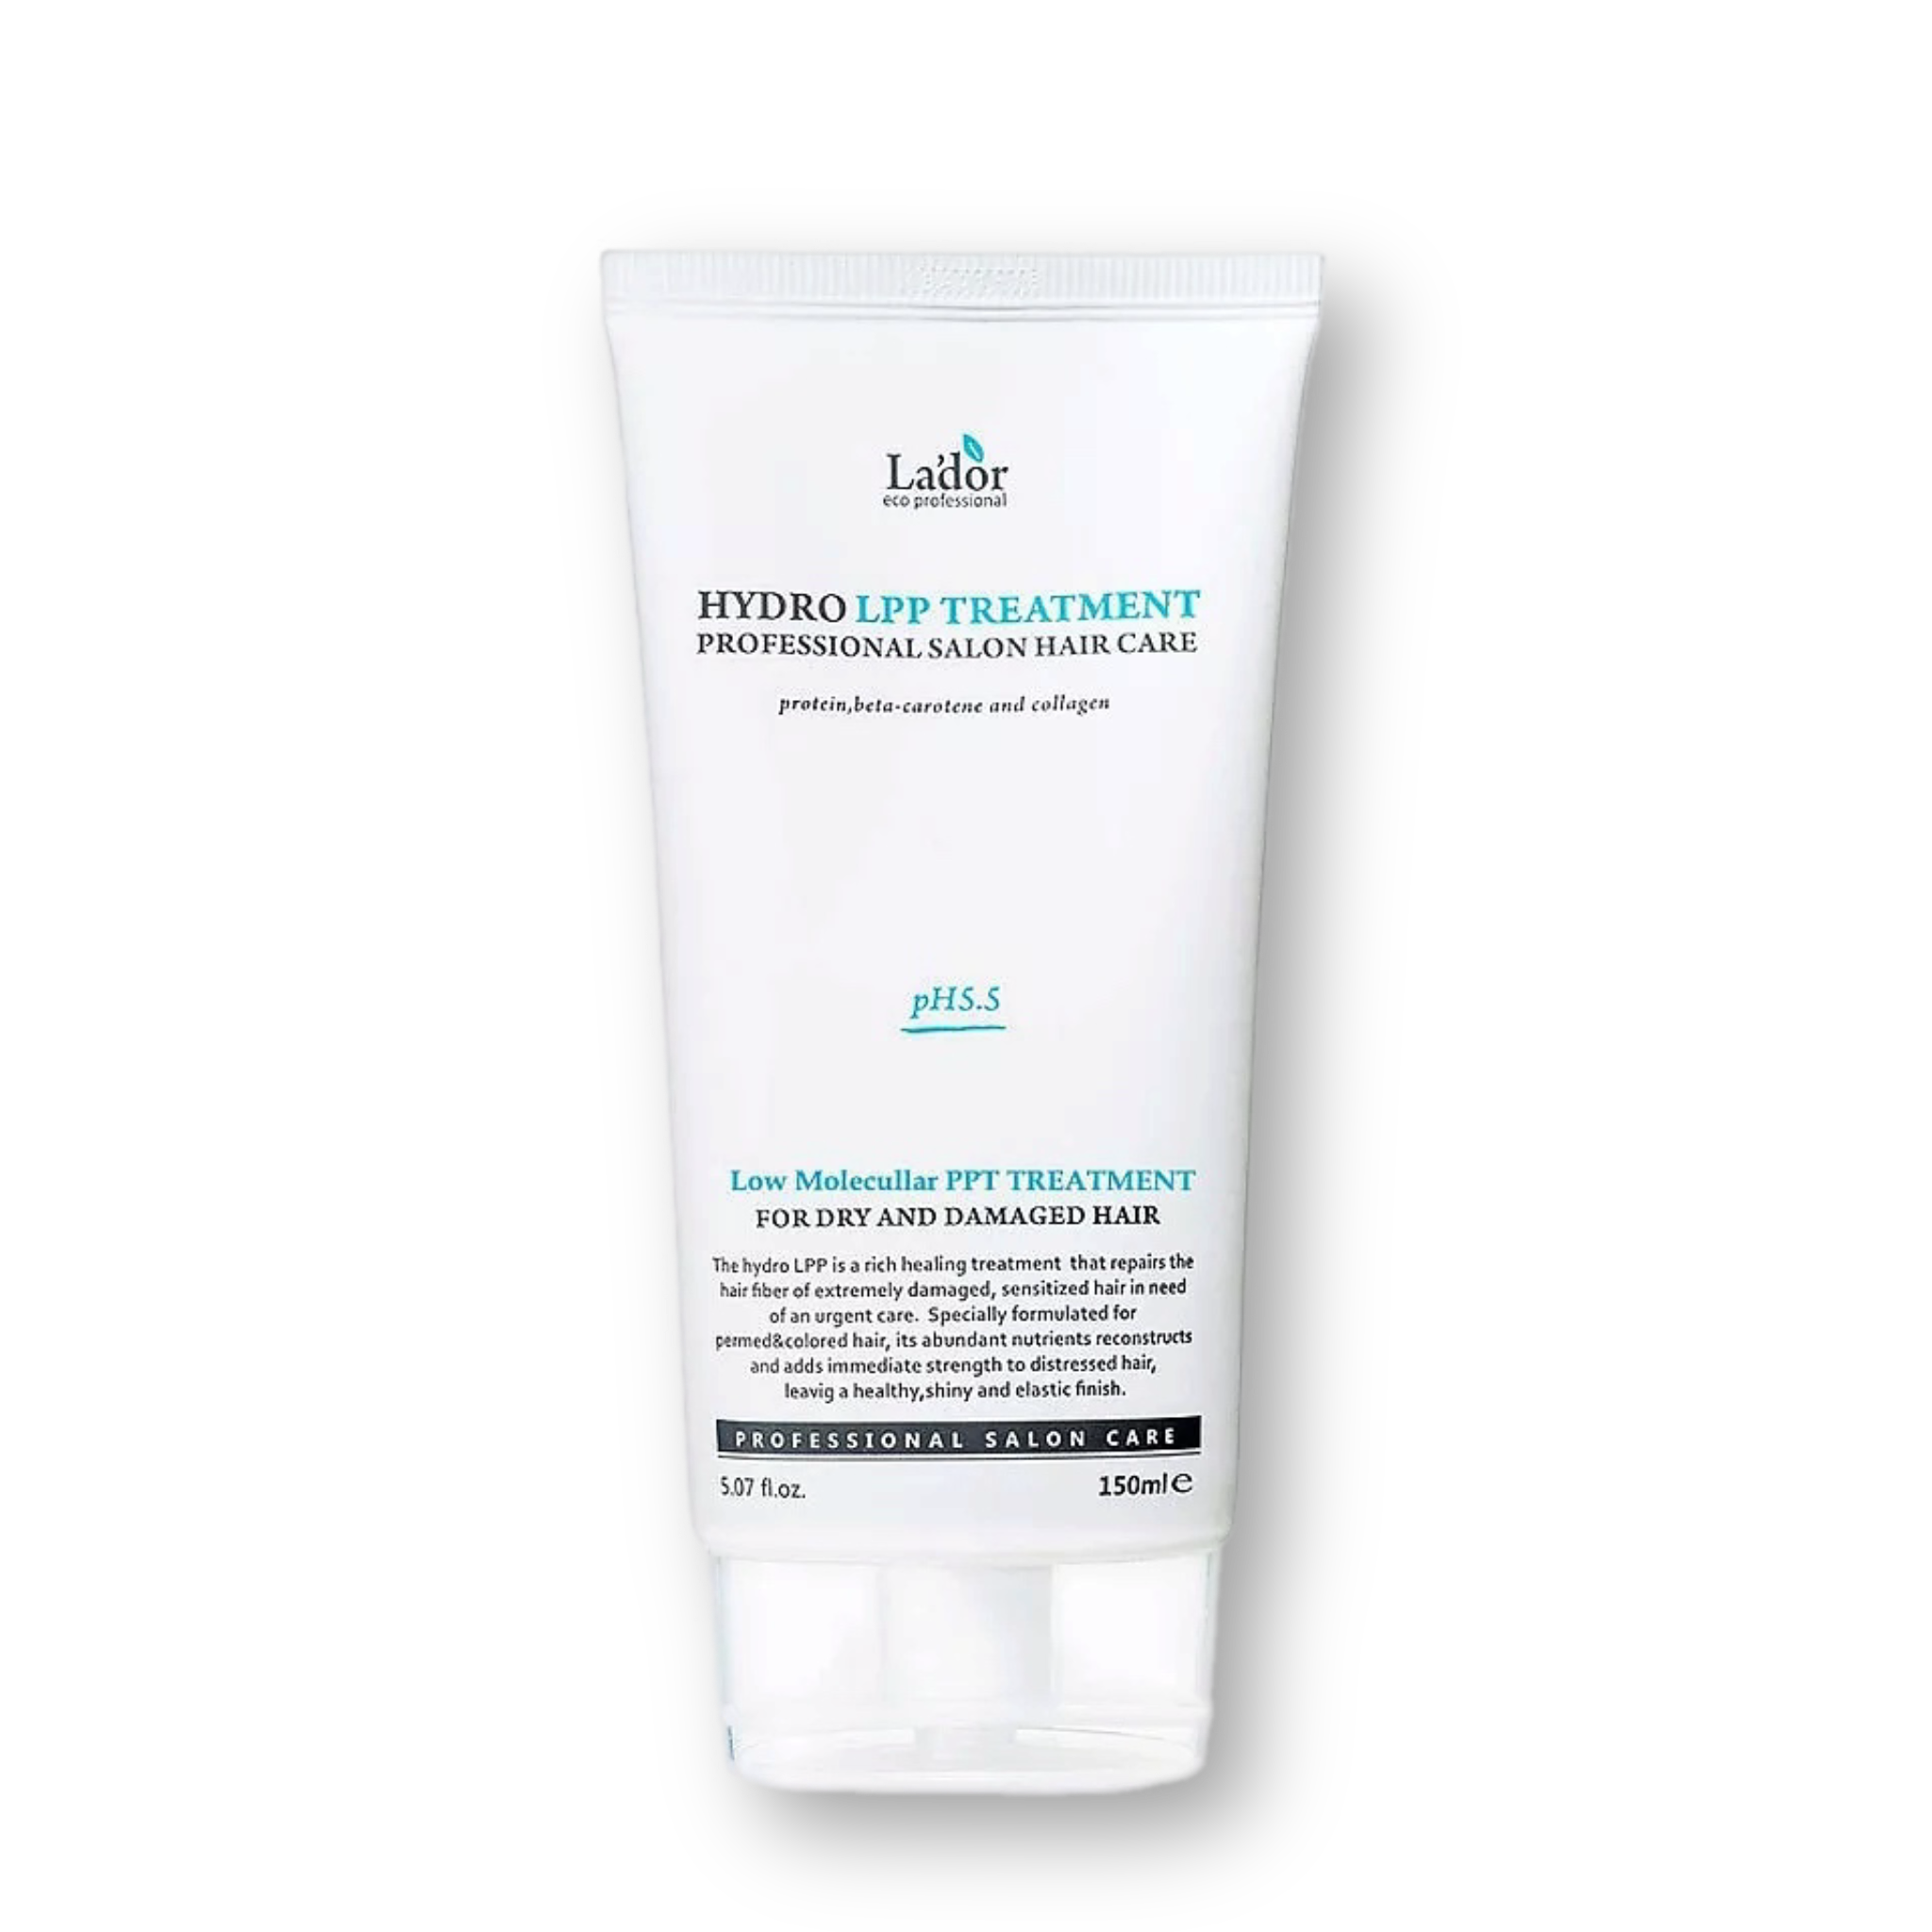 La'dor
eco professional
HYDRO LPP TREATMENT
PROFESSIONAL SALON HAIR CARE
protein,beta-carotene and collagen
pH5.5
Low Molecullar PPT TREATMENT
FOR DRY AND DAMAGED HAIR
The hydro LPP is a rich healing treatment that repairs the
hair fiber of extremely damaged, sensitized hair in need
of an urgent care. Specially formulated for
permed&colored hair, its abundant nutrients reconstructs
and adds immediate strength to distressed hair,
leavig a healthy,shiny and elastic finish.
PROFESSIONAL SALON CARE
5.07 fl.oz. 150ml℮